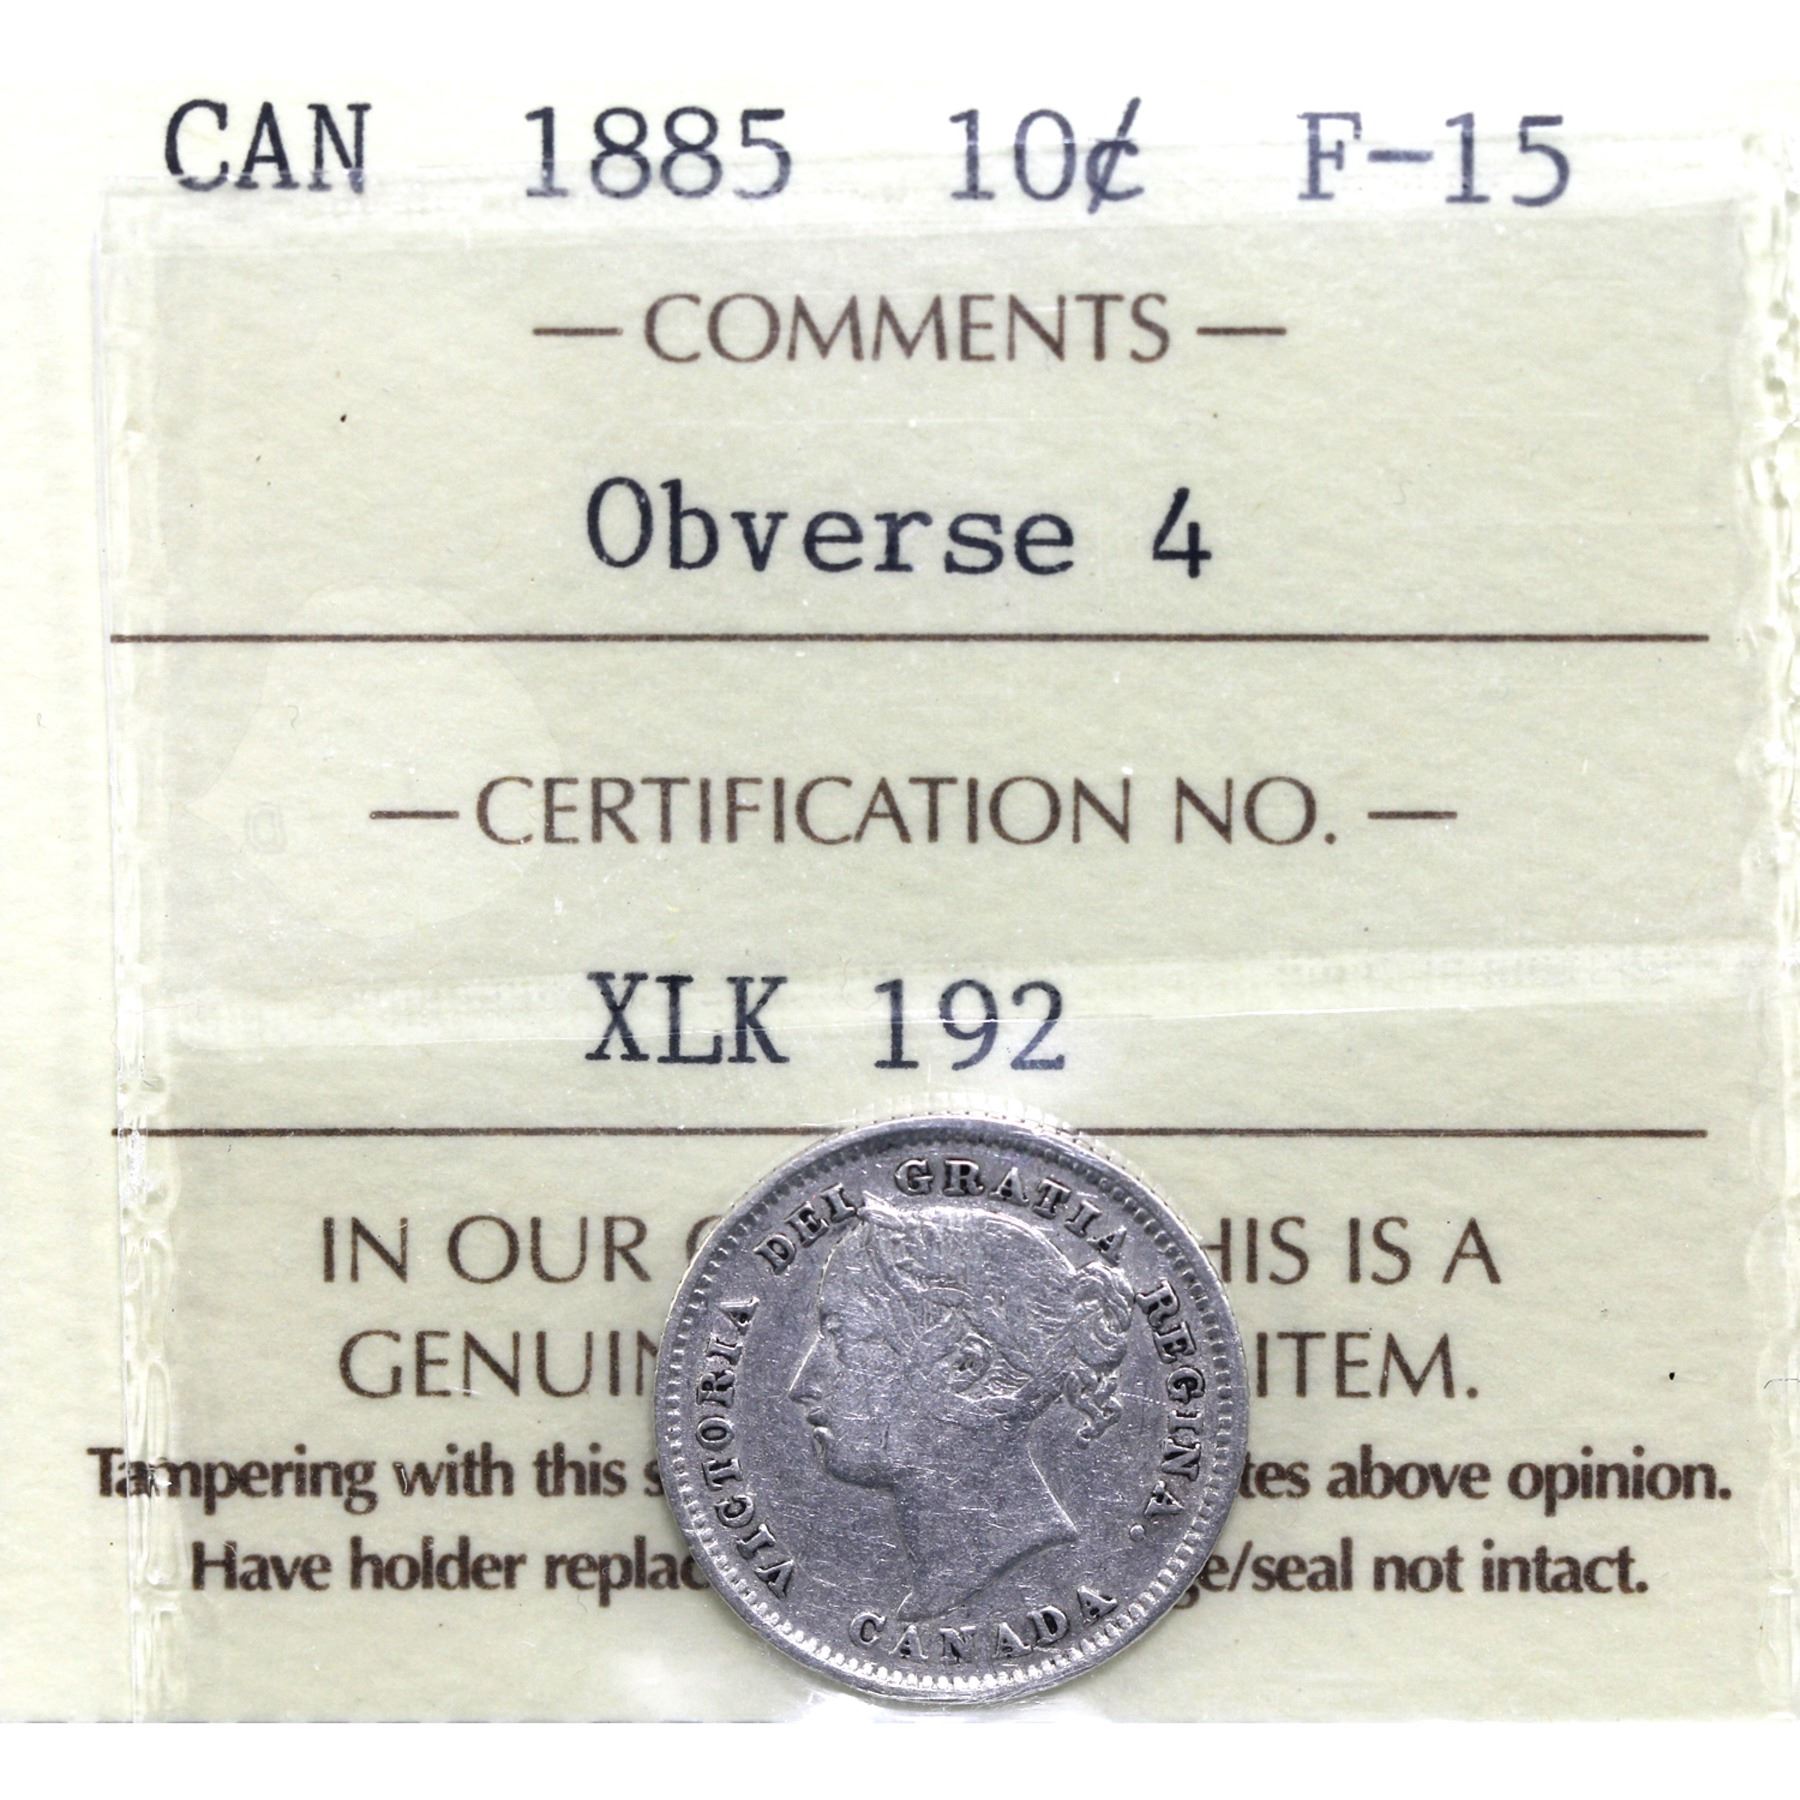 CAN 1885 10¢ F-15
— COMMENTS —
Obverse 4
— CERTIFICATION NO. —
XLK 192
IN OUR HIS IS A
GENUIN ITEM.
Tampering with this s tes above opinion.
Have holder replac ge/seal not intact.
VICTORIA DEI GRATIA REGINA.
CANADA